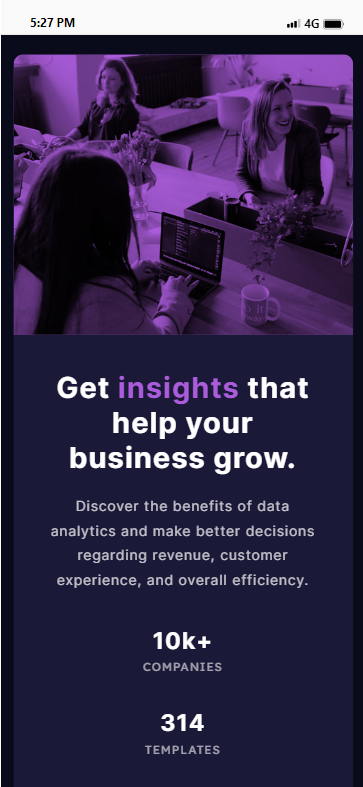 5:27 PM 4G
Get insights that
help your
business grow.
Discover the benefits of data
analytics and make better decisions
regarding revenue, customer
experience, and overall efficiency.
10k+
COMPANIES
314
TEMPLATES